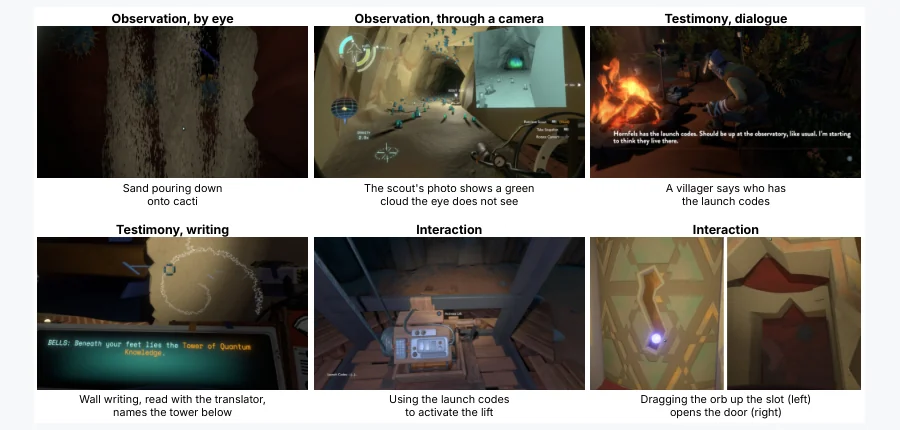 Observation, by eye
Observation, through a camera
Testimony, dialogue
Take Snapshot
Hornfels has the launch codes. Should be up at the observatory, like usual. I'm starting
to think they live there.
Sand pouring down
onto cacti
The scout's photo shows a green
cloud the eye does not see
A villager says who has
the launch codes
Testimony, writing
Interaction
Interaction
BELLS: Beneath your feet lies the Tower of Quantum
Knowledge.
Wall writing, read with the translator,
names the tower below
Using the launch codes
to activate the lift
Dragging the orb up the slot (left)
opens the door (right)